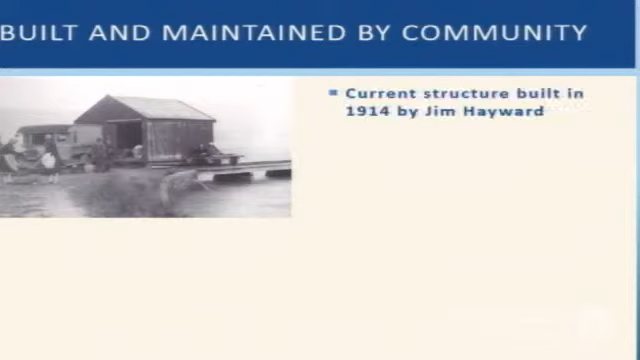 BUILT AND MAINTAINED BY COMMUNITY
Current structure built in
1914 by Jim Hayward